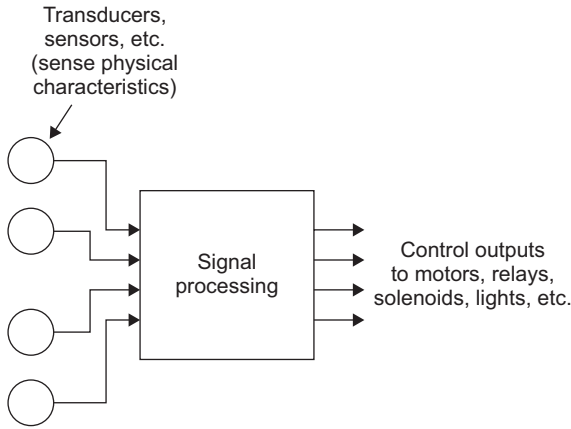 Transducers,
sensors, etc.
(sense physical
characteristics)
Signal
processing
Control outputs
to motors, relays,
solenoids, lights, etc.